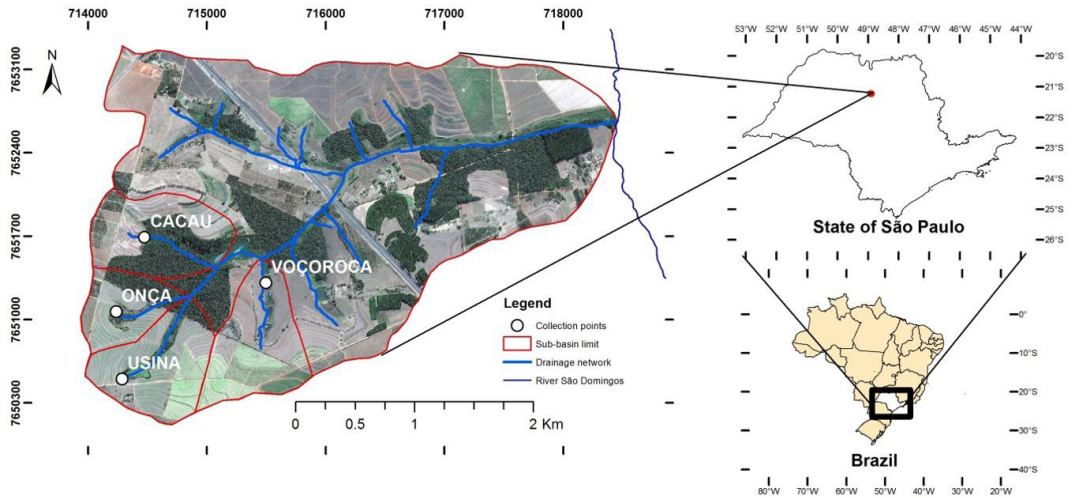 714000 715000 716000 717000 718000
N
7653100
7652400
7651700
7651000
7650300
CACAU
VOÇOROCA
ONÇA
USINA
Legend
Collection points
Sub-basin limit
Drainage network
River São Domingos
0 0.5 1 2 Km
53°W 52°W 51°W 50°W 49°W 48°W 47°W 46°W 45°W 44°W
20°S
21°S
22°S
23°S
24°S
25°S
26°S
State of São Paulo
0°
10°S
20°S
30°S
40°S
Brazil
80°W 70°W 60°W 50°W 40°W 30°W